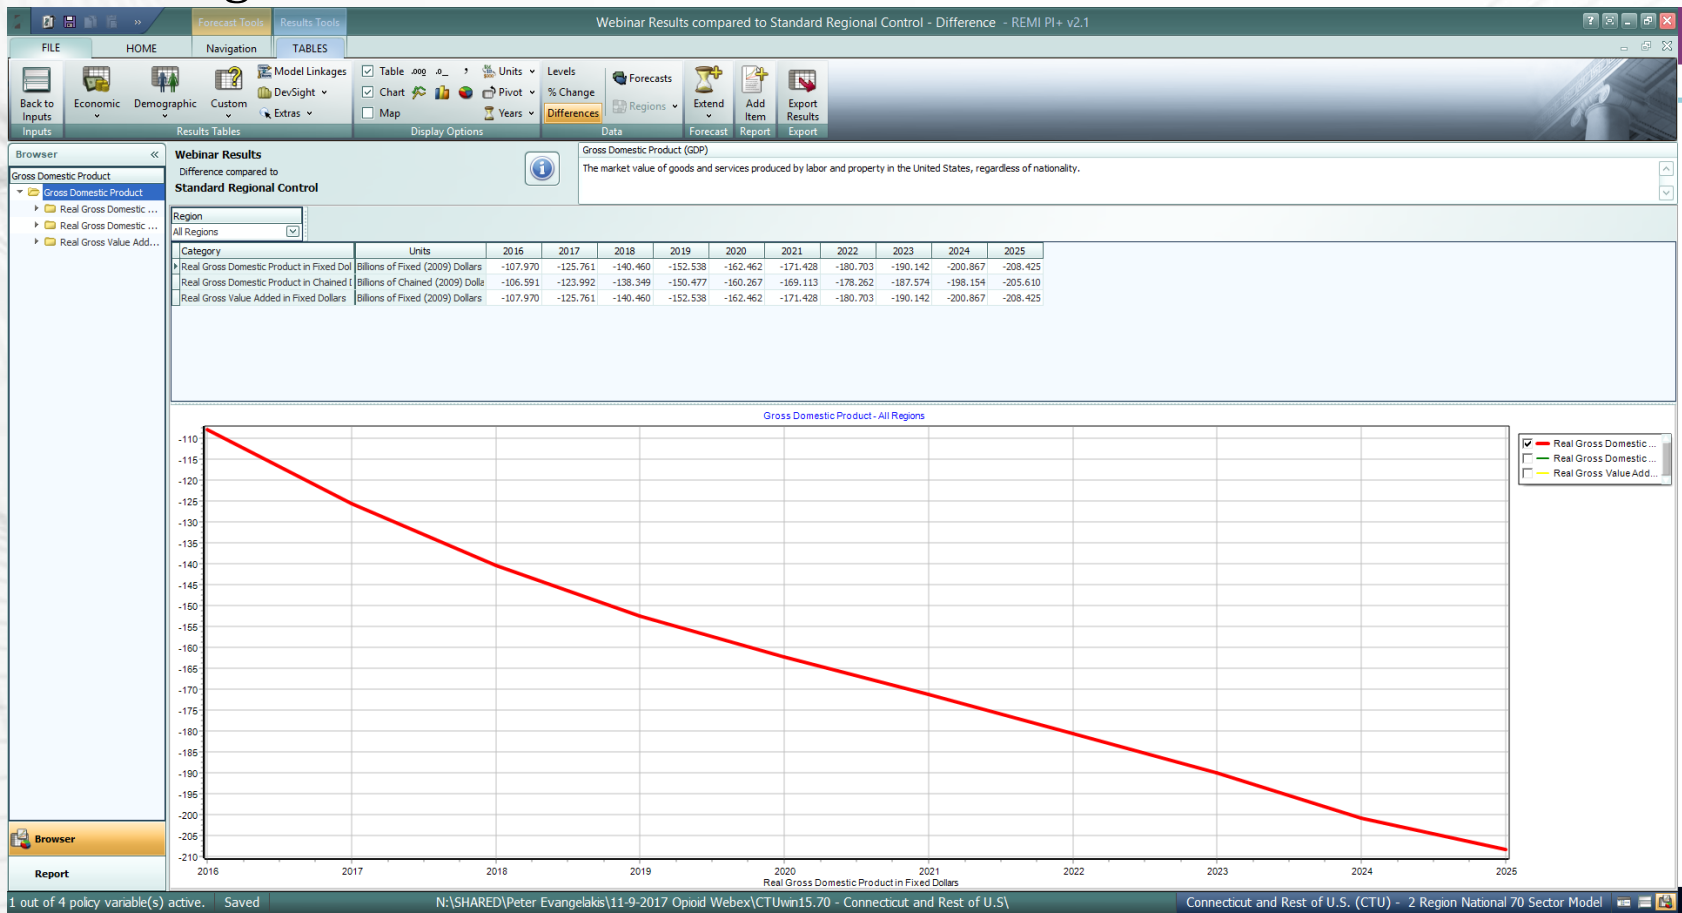 Forecast Tools Results Tools Webinar Results compared to Standard Regional Control - Difference - REMI PI+ v2.1
FILE HOME Navigation TABLES
Back to Inputs
Economic
Demographic
Custom
Model Linkages
DevSight
Extras
Table .000 .0_ , Units
Chart Pivot
Map Years
Levels
% Change
Differences
Forecasts
Regions
Extend
Add Item
Export Results
Inputs Results Tables Display Options Data Forecast Report Export
Browser «
Gross Domestic Product
Gross Domestic Product
Real Gross Domestic ...
Real Gross Domestic ...
Real Gross Value Add...
Webinar Results
Difference compared to
Standard Regional Control
Gross Domestic Product (GDP)
The market value of goods and services produced by labor and property in the United States, regardless of nationality.
Region
All Regions
Category Units 2016 2017 2018 2019 2020 2021 2022 2023 2024 2025
Real Gross Domestic Product in Fixed Dol Billions of Fixed (2009) Dollars -107.970 -125.761 -140.460 -152.538 -162.462 -171.428 -180.703 -190.142 -200.867 -208.425
Real Gross Domestic Product in Chained Billions of Chained (2009) Dolla -106.591 -123.992 -138.349 -150.477 -160.267 -169.113 -178.262 -187.574 -198.154 -205.610
Real Gross Value Added in Fixed Dollars Billions of Fixed (2009) Dollars -107.970 -125.761 -140.460 -152.538 -162.462 -171.428 -180.703 -190.142 -200.867 -208.425
Gross Domestic Product - All Regions
-110
-115
-120
-125
-130
-135
-140
-145
-150
-155
-160
-165
-170
-175
-180
-185
-190
-195
-200
-205
-210
2016 2017 2018 2019 2020 2021 2022 2023 2024 2025
Real Gross Domestic Product in Fixed Dollars
Real Gross Domestic ...
Real Gross Domestic ...
Real Gross Value Add...
Browser
Report
1 out of 4 policy variable(s) active. Saved N:\SHARED\Peter Evangelakis\11-9-2017 Opioid Webex\CTUwin15.70 - Connecticut and Rest of U.S\ Connecticut and Rest of U.S. (CTU) - 2 Region National 70 Sector Model